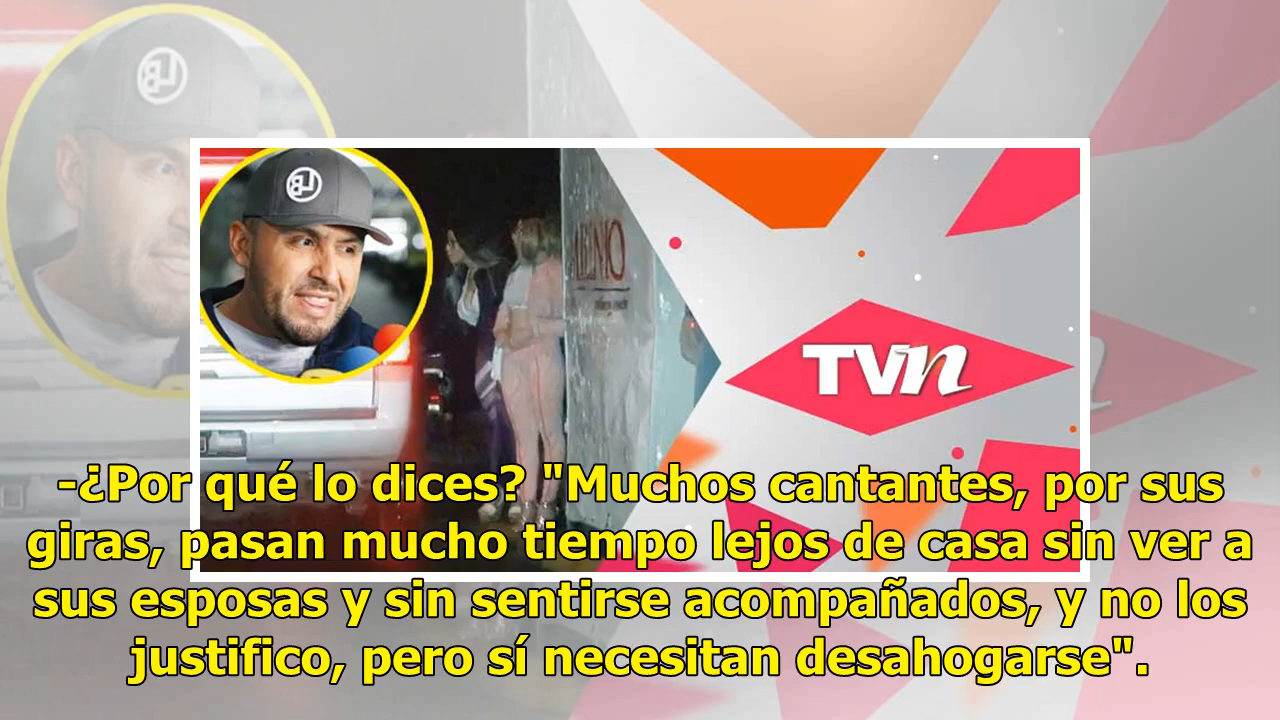 TVn
-¿Por qué lo dices? "Muchos cantantes, por sus
giras, pasan mucho tiempo lejos de casa sin ver a
sus esposas y sin sentirse acompañados, y no los
justifico, pero sí necesitan desahogarse".